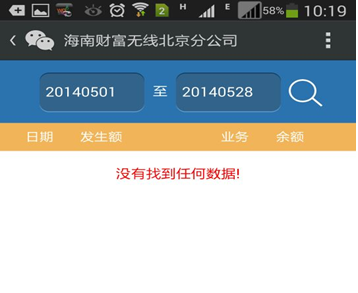 2 H E 58% 10:19
海南财富无线北京分公司
20140501 至 20140528
日期 发生额 业务 余额
没有找到任何数据!